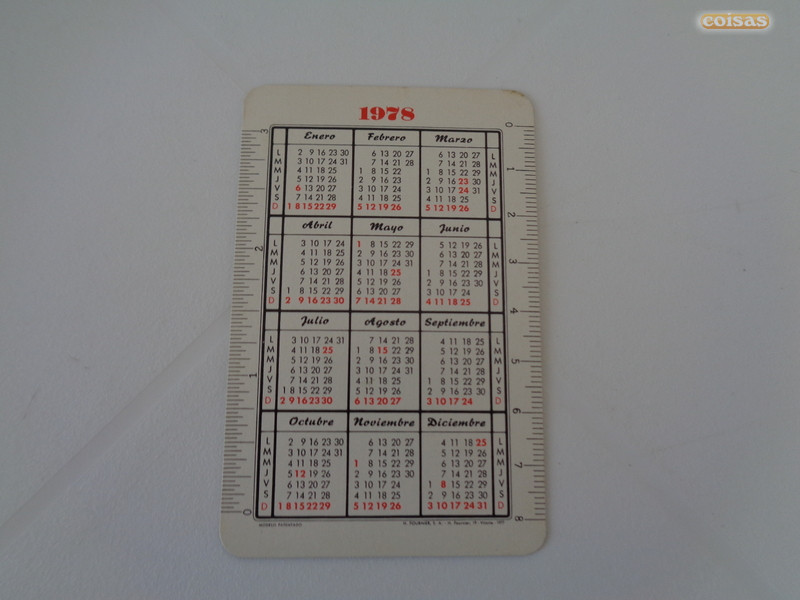 coisas
1978
Enero Febrero Marzo
L 2 9 16 23 30 6 13 20 27 6 13 20 27 L
M 3 10 17 24 31 7 14 21 28 7 14 21 28 M
M 4 11 18 25 1 8 15 22 1 8 15 22 29 M
J 5 12 19 26 2 9 16 23 2 9 16 23 30 J
V 6 13 20 27 3 10 17 24 3 10 17 24 31 V
S 7 14 21 28 4 11 18 25 4 11 18 25 S
D 1 8 15 22 29 5 12 19 26 5 12 19 26 D
Abril Mayo Junio
L 3 10 17 24 1 8 15 22 29 5 12 19 26 L
M 4 11 18 25 2 9 16 23 30 6 13 20 27 M
M 5 12 19 26 3 10 17 24 31 7 14 21 28 M
J 6 13 20 27 4 11 18 25 1 8 15 22 29 J
V 7 14 21 28 5 12 19 26 2 9 16 23 30 V
S 1 8 15 22 29 6 13 20 27 3 10 17 24 S
D 2 9 16 23 30 7 14 21 28 4 11 18 25 D
Julio Agosto Septiembre
L 3 10 17 24 31 7 14 21 28 4 11 18 25 L
M 4 11 18 25 1 8 15 22 29 5 12 19 26 M
M 5 12 19 26 2 9 16 23 30 6 13 20 27 M
J 6 13 20 27 3 10 17 24 31 7 14 21 28 J
V 7 14 21 28 4 11 18 25 1 8 15 22 29 V
S 1 8 15 22 29 5 12 19 26 2 9 16 23 30 S
D 2 9 16 23 30 6 13 20 27 3 10 17 24 D
Octubre Noviembre Diciembre
L 2 9 16 23 30 6 13 20 27 4 11 18 25 L
M 3 10 17 24 31 7 14 21 28 5 12 19 26 M
M 4 11 18 25 1 8 15 22 29 6 13 20 27 M
J 5 12 19 26 2 9 16 23 30 7 14 21 28 J
V 6 13 20 27 3 10 17 24 1 8 15 22 29 V
S 7 14 21 28 4 11 18 25 2 9 16 23 30 S
D 1 8 15 22 29 5 12 19 26 3 10 17 24 31 D
3 2 1 0
0 1 2 3 4 5 6 7 8
MODELO PATENTADO
H. FOURNIER, S. A.